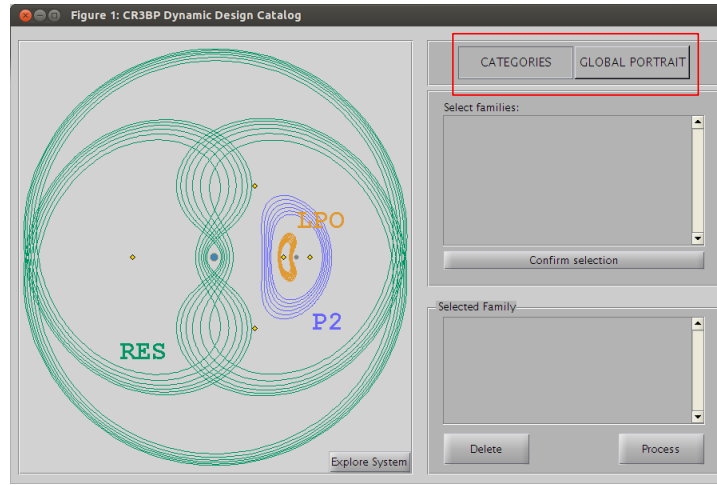 Figure 1: CR3BP Dynamic Design Catalog
CATEGORIES
GLOBAL PORTRAIT
Select families:
Confirm selection
LPO
P2
RES
Explore System
Selected Family
Delete
Process